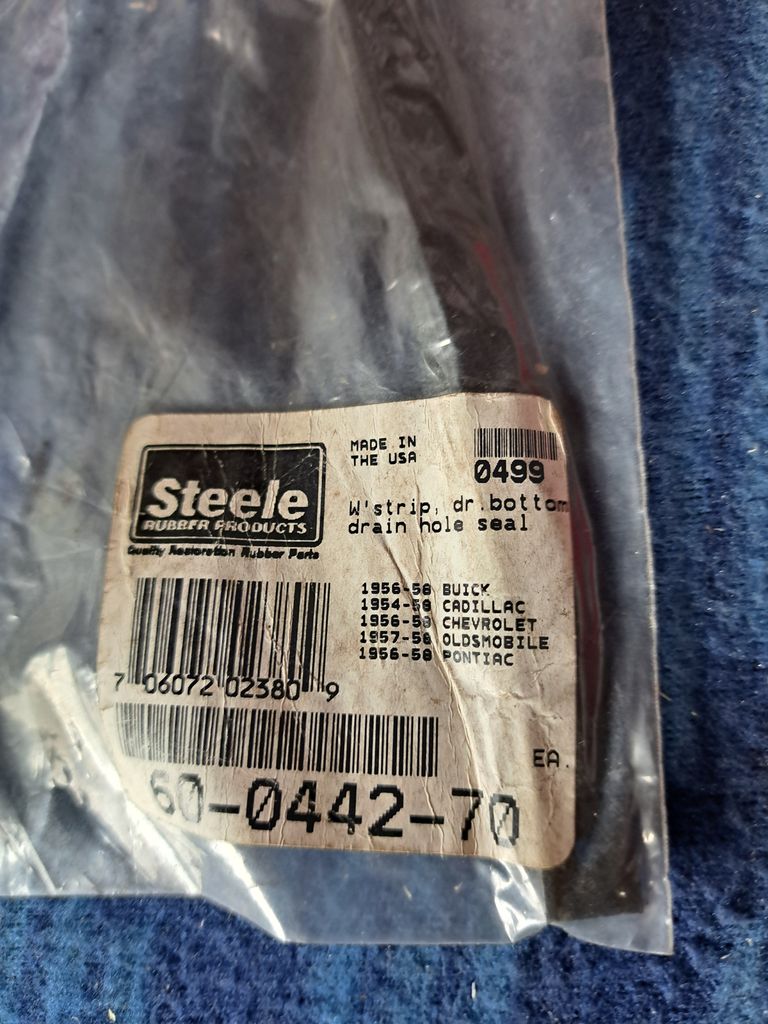 Steele
RUBBER PRODUCTS
Quality Restoration Rubber Parts
MADE IN
THE USA
0499
W'strip, dr.bottom
drain hole seal
1956-58 BUICK
1954-58 CADILLAC
1956-58 CHEVROLET
1957-58 OLDSMOBILE
1956-58 PONTIAC
7 06072 02380 9
EA.
60-0442-70